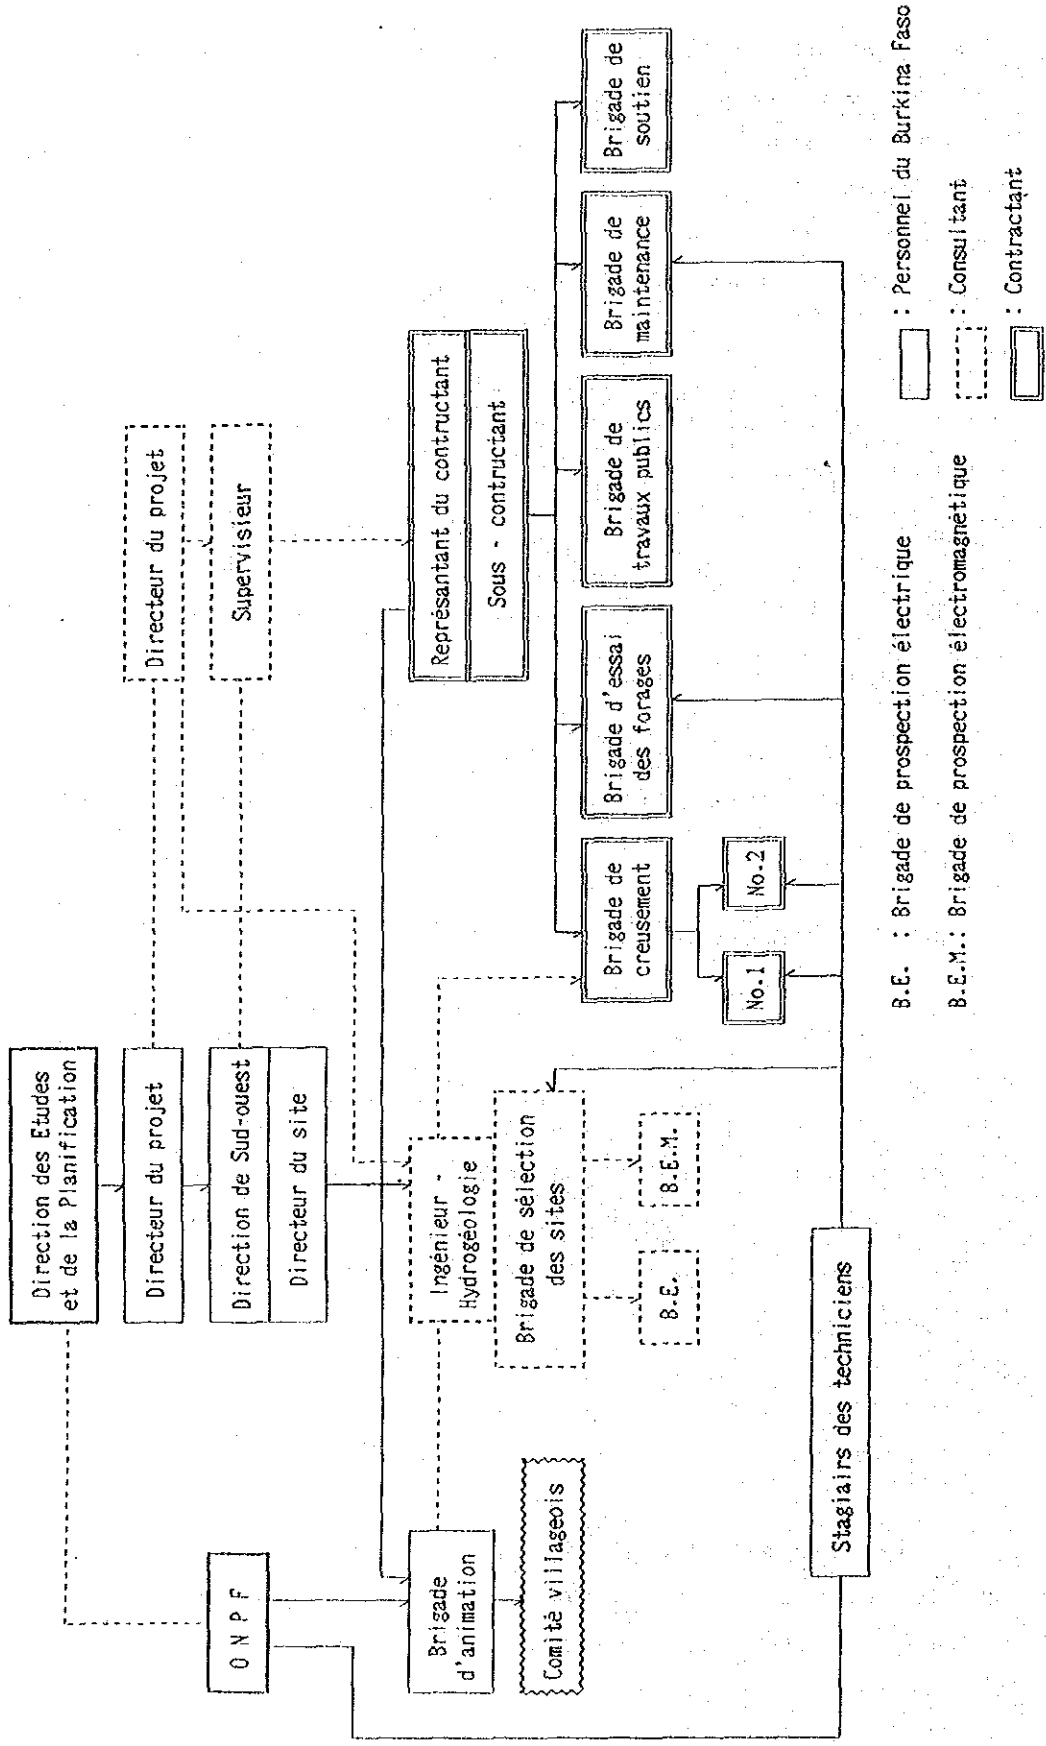 Direction des Etudes
et de la Planification
Directeur du projet
Directeur du projet
O N P F
Direction de Sud-ouest
Directeur du site
Supervisieur
Brigade
d'animation
Ingénieur -
Hydrogéologie
Représantant du contructant
Sous - contructant
Comité villageois
Brigade de sélection
des sites
B.E.
B.E.M.
Brigade de
creusement
Brigade d'essai
des forages
Brigade de
travaux publics
Brigade de
maintenance
Brigade de
soutien
No.1
No.2
Stagiairs des techniciens
B.E. : Brigade de prospection électrique
B.E.M. : Brigade de prospection électromagnétique
: Personnel du Burkina Faso
: Consultant
: Contractant